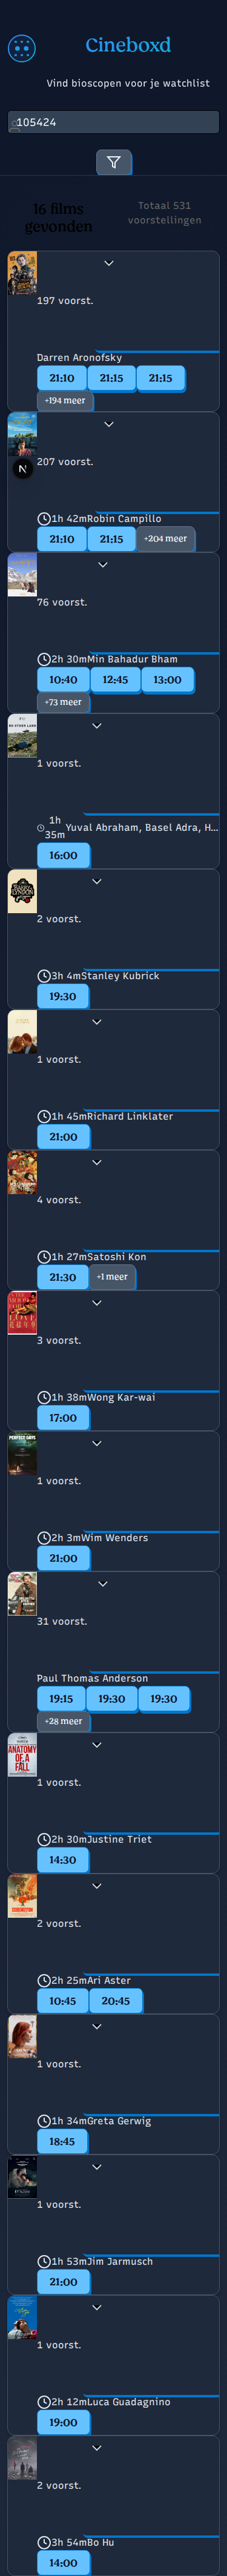 Cineboxd
Vind bioscopen voor je watchlist
105424
16 films
gevonden
Totaal 531
voorstellingen
197 voorst.
Darren Aronofsky
21:10 21:15 21:15
+194 meer
207 voorst.
N
1h 42m Robin Campillo
21:10 21:15 +204 meer
76 voorst.
2h 30m Min Bahadur Bham
10:40 12:45 13:00
+73 meer
NO OTHER LAND
1 voorst.
1h
35m Yuval Abraham, Basel Adra, H...
16:00
BARRY LYNDON
2 voorst.
3h 4m Stanley Kubrick
19:30
1 voorst.
1h 45m Richard Linklater
21:00
4 voorst.
1h 27m Satoshi Kon
21:30 +1 meer
3 voorst.
1h 38m Wong Kar-wai
17:00
PERFECT DAYS
1 voorst.
2h 3m Wim Wenders
21:00
31 voorst.
Paul Thomas Anderson
19:15 19:30 19:30
+28 meer
ANATOMY
OF A
FALL
1 voorst.
2h 30m Justine Triet
14:30
EDDINGTON
2 voorst.
2h 25m Ari Aster
10:45 20:45
1 voorst.
1h 34m Greta Gerwig
18:45
1 voorst.
1h 53m Jim Jarmusch
21:00
1 voorst.
2h 12m Luca Guadagnino
19:00
2 voorst.
3h 54m Bo Hu
14:00